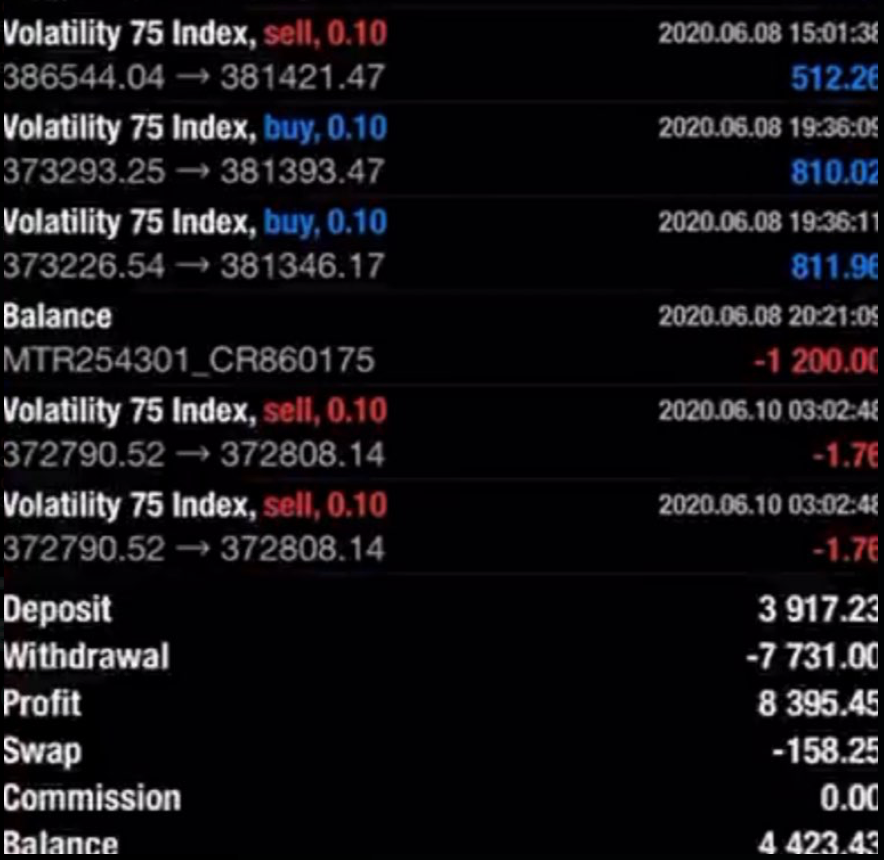 Volatility 75 Index, sell, 0.10 2020.06.08 15:01:38
386544.04 → 381421.47 512.26
Volatility 75 Index, buy, 0.10 2020.06.08 19:36:09
373293.25 → 381393.47 810.02
Volatility 75 Index, buy, 0.10 2020.06.08 19:36:11
373226.54 → 381346.17 811.96
Balance 2020.06.08 20:21:09
MTR254301_CR860175 -1 200.00
Volatility 75 Index, sell, 0.10 2020.06.10 03:02:48
372790.52 → 372808.14 -1.76
Volatility 75 Index, sell, 0.10 2020.06.10 03:02:48
372790.52 → 372808.14 -1.76
Deposit 3 917.23
Withdrawal -7 731.00
Profit 8 395.45
Swap -158.25
Commission 0.00
Balance 4 423.43